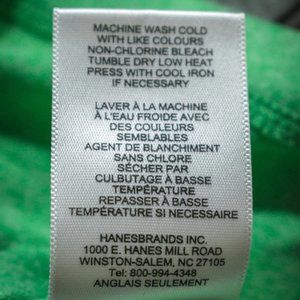 MACHINE WASH COLD
WITH LIKE COLOURS
NON-CHLORINE BLEACH
TUMBLE DRY LOW HEAT
PRESS WITH COOL IRON
IF NECESSARY
LAVER À LA MACHINE
À L'EAU FROIDE AVEC
DES COULEURS
SEMBLABLES
AGENT DE BLANCHIMENT
SANS CHLORE
SÉCHER PAR
CULBUTAGE À BASSE
TEMPÉRATURE
REPASSER À BASSE
TEMPÉRATURE SI NECESSAIRE
HANESBRANDS INC.
1000 E. HANES MILL ROAD
WINSTON-SALEM, NC 27105
Tel: 800-994-4348
ANGLAIS SEULEMENT